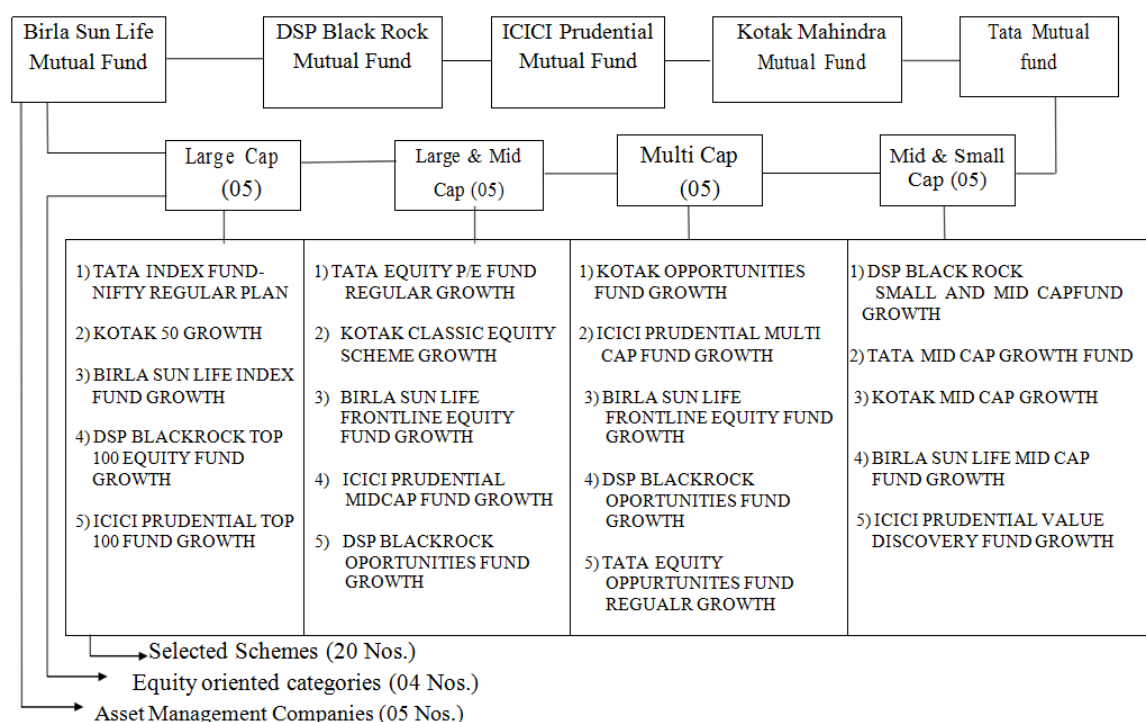 Birla Sun Life
Mutual Fund
DSP Black Rock
Mutual Fund
ICICI Prudential
Mutual Fund
Kotak Mahindra
Mutual Fund
Tata Mutual
fund
Large Cap
(05)
Large & Mid
Cap (05)
Multi Cap
(05)
Mid & Small
Cap (05)
1) TATA INDEX FUND-
NIFTY REGULAR PLAN
2) KOTAK 50 GROWTH
3) BIRLA SUN LIFE INDEX
FUND GROWTH
4) DSP BLACKROCK TOP
100 EQUITY FUND
GROWTH
5) ICICI PRUDENTIAL TOP
100 FUND GROWTH
1) TATA EQUITY P/E FUND
REGULAR GROWTH
2) KOTAK CLASSIC EQUITY
SCHEME GROWTH
3) BIRLA SUN LIFE
FRONTLINE EQUITY
FUND GROWTH
4) ICICI PRUDENTIAL
MIDCAP FUND GROWTH
5) DSP BLACKROCK
OPORTUNITIES FUND
GROWTH
1) KOTAK OPPORTUNITIES
FUND GROWTH
2) ICICI PRUDENTIAL MULTI
CAP FUND GROWTH
3) BIRLA SUN LIFE
FRONTLINE EQUITY FUND
GROWTH
4) DSP BLACKROCK
OPORTUNITIES FUND
GROWTH
5) TATA EQUITY
OPPURTUNITES FUND
REGUALR GROWTH
1) DSP BLACK ROCK
SMALL AND MID CAPFUND
GROWTH
2) TATA MID CAP GROWTH FUND
3) KOTAK MID CAP GROWTH
4) BIRLA SUN LIFE MID CAP
FUND GROWTH
5) ICICI PRUDENTIAL VALUE
DISCOVERY FUND GROWTH
Selected Schemes (20 Nos.)
Equity oriented categories (04 Nos.)
Asset Management Companies (05 Nos.)